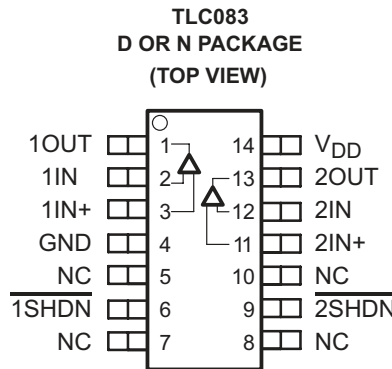 TLC083
D OR N PACKAGE
(TOP VIEW)
1OUT 1 14 VDD
1IN 2 13 2OUT
1IN+ 3 12 2IN
GND 4 11 2IN+
NC 5 10 NC
1SHDN 6 9 2SHDN
NC 7 8 NC